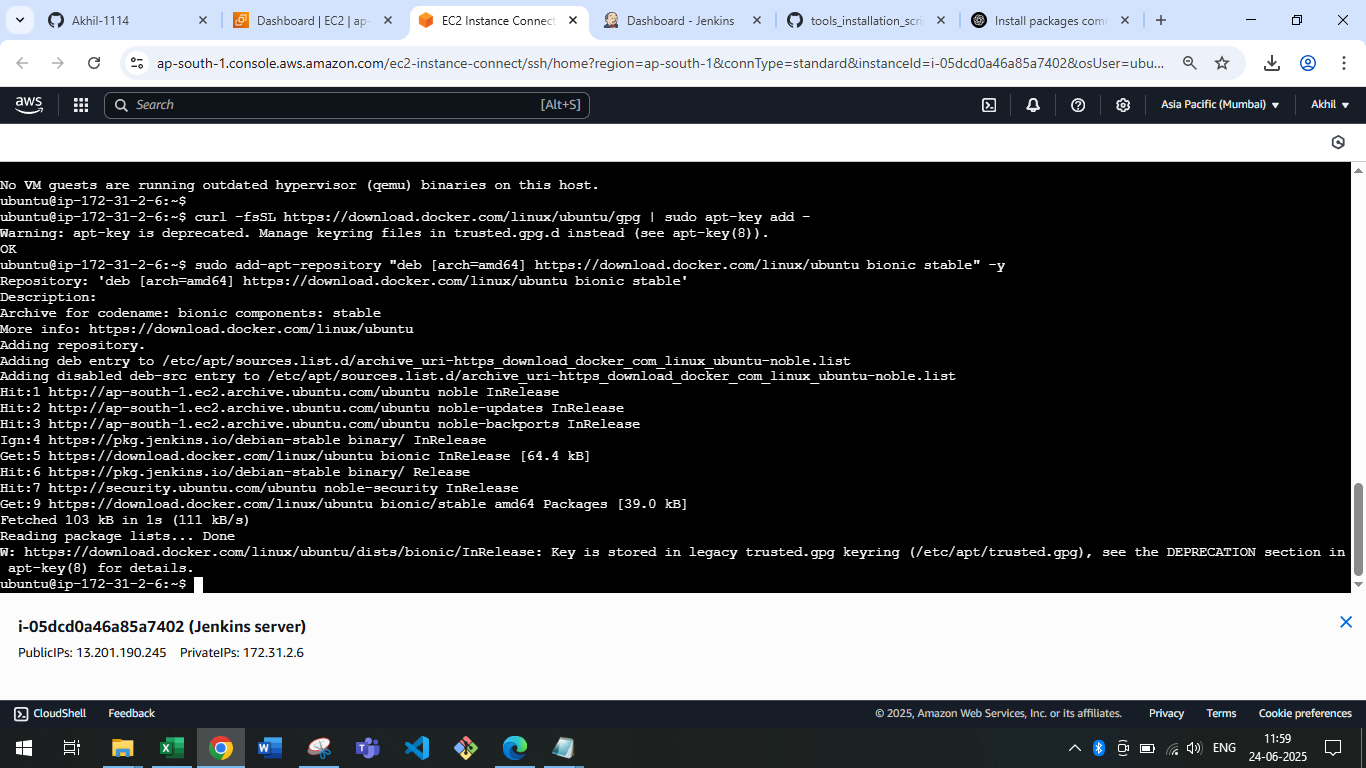 Akhil-1114
Dashboard | EC2 | ap-
EC2 Instance Connect
Dashboard - Jenkins
tools_installation_scri
Install packages com
ap-south-1.console.aws.amazon.com/ec2-instance-connect/ssh/home?region=ap-south-1&connType=standard&instanceId=i-05dcd0a46a85a7402&osUser=ubu...
aws
Search
[Alt+S]
Asia Pacific (Mumbai)
Akhil
No VM guests are running outdated hypervisor (qemu) binaries on this host.
ubuntu@ip-172-31-2-6:~$
ubuntu@ip-172-31-2-6:~$ curl -fsSL https://download.docker.com/linux/ubuntu/gpg | sudo apt-key add -
Warning: apt-key is deprecated. Manage keyring files in trusted.gpg.d instead (see apt-key(8)).
OK
ubuntu@ip-172-31-2-6:~$ sudo add-apt-repository "deb [arch=amd64] https://download.docker.com/linux/ubuntu bionic stable" -y
Repository: 'deb [arch=amd64] https://download.docker.com/linux/ubuntu bionic stable'
Description:
Archive for codename: bionic components: stable
More info: https://download.docker.com/linux/ubuntu
Adding repository.
Adding deb entry to /etc/apt/sources.list.d/archive_uri-https_download_docker_com_linux_ubuntu-noble.list
Adding disabled deb-src entry to /etc/apt/sources.list.d/archive_uri-https_download_docker_com_linux_ubuntu-noble.list
Hit:1 http://ap-south-1.ec2.archive.ubuntu.com/ubuntu noble InRelease
Hit:2 http://ap-south-1.ec2.archive.ubuntu.com/ubuntu noble-updates InRelease
Hit:3 http://ap-south-1.ec2.archive.ubuntu.com/ubuntu noble-backports InRelease
Ign:4 https://pkg.jenkins.io/debian-stable binary/ InRelease
Get:5 https://download.docker.com/linux/ubuntu bionic InRelease [64.4 kB]
Hit:6 https://pkg.jenkins.io/debian-stable binary/ Release
Hit:7 http://security.ubuntu.com/ubuntu noble-security InRelease
Get:9 https://download.docker.com/linux/ubuntu bionic/stable amd64 Packages [39.0 kB]
Fetched 103 kB in 1s (111 kB/s)
Reading package lists... Done
W: https://download.docker.com/linux/ubuntu/dists/bionic/InRelease: Key is stored in legacy trusted.gpg keyring (/etc/apt/trusted.gpg), see the DEPRECATION section in
apt-key(8) for details.
ubuntu@ip-172-31-2-6:~$
i-05dcd0a46a85a7402 (Jenkins server)
PublicIPs: 13.201.190.245 PrivateIPs: 172.31.2.6
CloudShell
Feedback
© 2025, Amazon Web Services, Inc. or its affiliates.
Privacy
Terms
Cookie preferences
ENG
11:59
24-06-2025